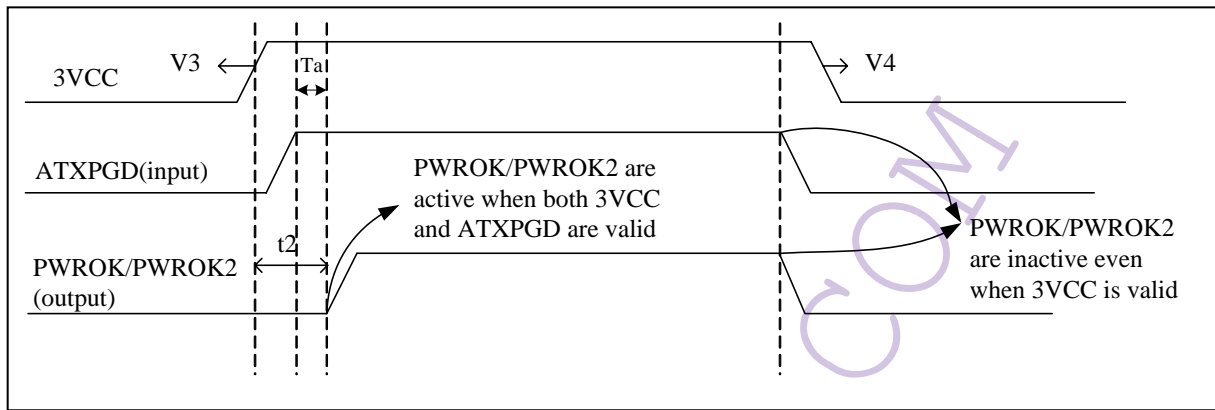 V3
3VCC
Ta
V4
ATXPGD(input)
PWROK/PWROK2 are
active when both 3VCC
and ATXPGD are valid
t2
PWROK/PWROK2
(output)
PWROK/PWROK2
are inactive even
when 3VCC is valid
COM